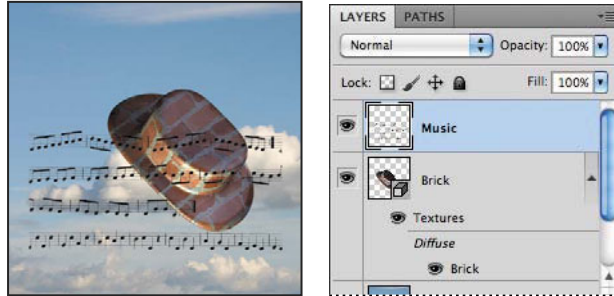 LAYERS PATHS
Normal Opacity: 100%
Lock: Fill: 100%
Music
Brick
Textures
Diffuse
Brick